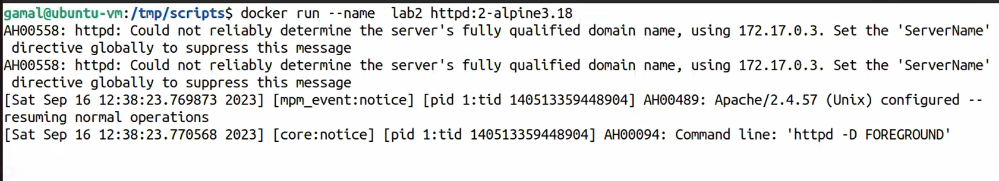 gamal@ubuntu-vm:/tmp/scripts$ docker run --name  lab2 httpd:2-alpine3.18
AH00558: httpd: Could not reliably determine the server's fully qualified domain name, using 172.17.0.3. Set the 'ServerName'
 directive globally to suppress this message
AH00558: httpd: Could not reliably determine the server's fully qualified domain name, using 172.17.0.3. Set the 'ServerName'
 directive globally to suppress this message
[Sat Sep 16 12:38:23.769873 2023] [mpm_event:notice] [pid 1:tid 140513359448904] AH00489: Apache/2.4.57 (Unix) configured --
resuming normal operations
[Sat Sep 16 12:38:23.770568 2023] [core:notice] [pid 1:tid 140513359448904] AH00094: Command line: 'httpd -D FOREGROUND'